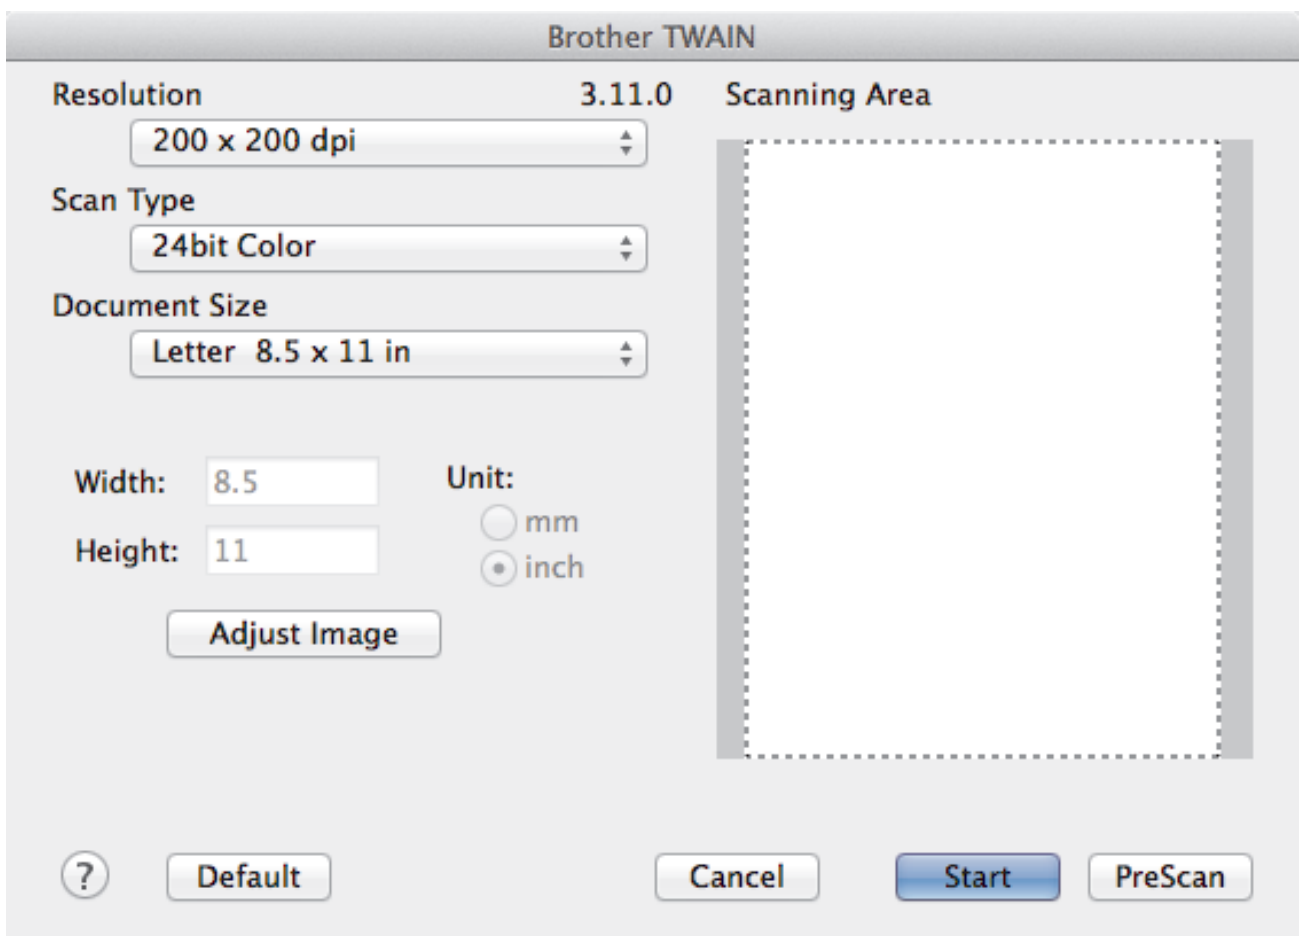 Brother TWAIN
Resolution 3.11.0
200 x 200 dpi
Scan Type
24bit Color
Document Size
Letter 8.5 x 11 in
Width: 8.5
Height: 11
Unit:
mm
inch
Adjust Image
Scanning Area
? Default Cancel Start PreScan